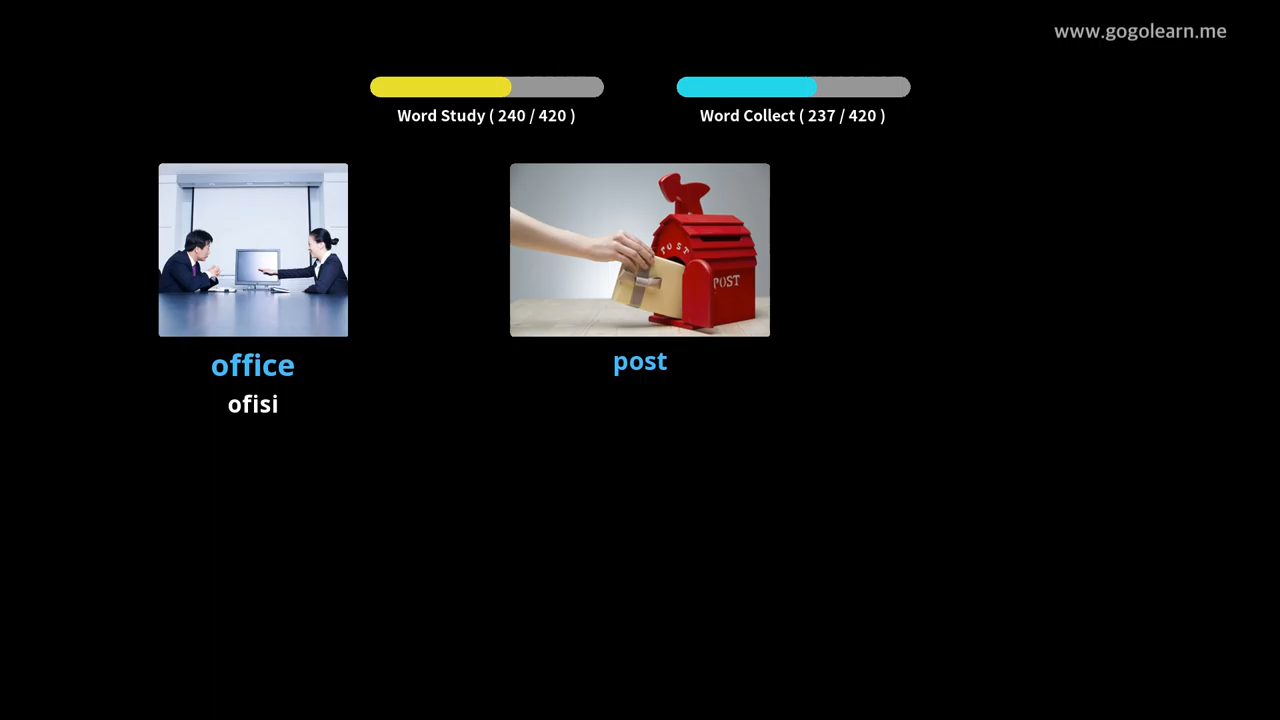 www.gogolearn.me
Word Study ( 240 / 420 )
Word Collect ( 237 / 420 )
POST
POST
office
post
ofisi